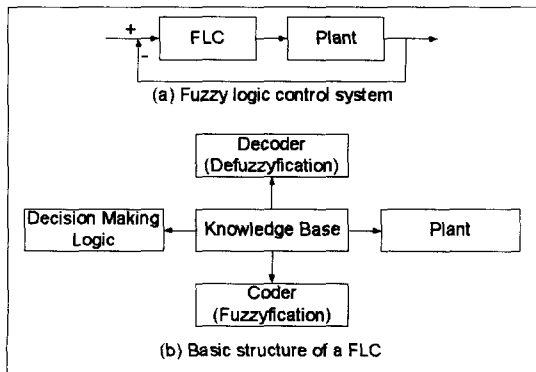 +
FLC
Plant
-
(a) Fuzzy logic control system
Decoder
(Defuzzyfication)
Decision Making
Logic
Knowledge Base
Plant
Coder
(Fuzzyfication)
(b) Basic structure of a FLC